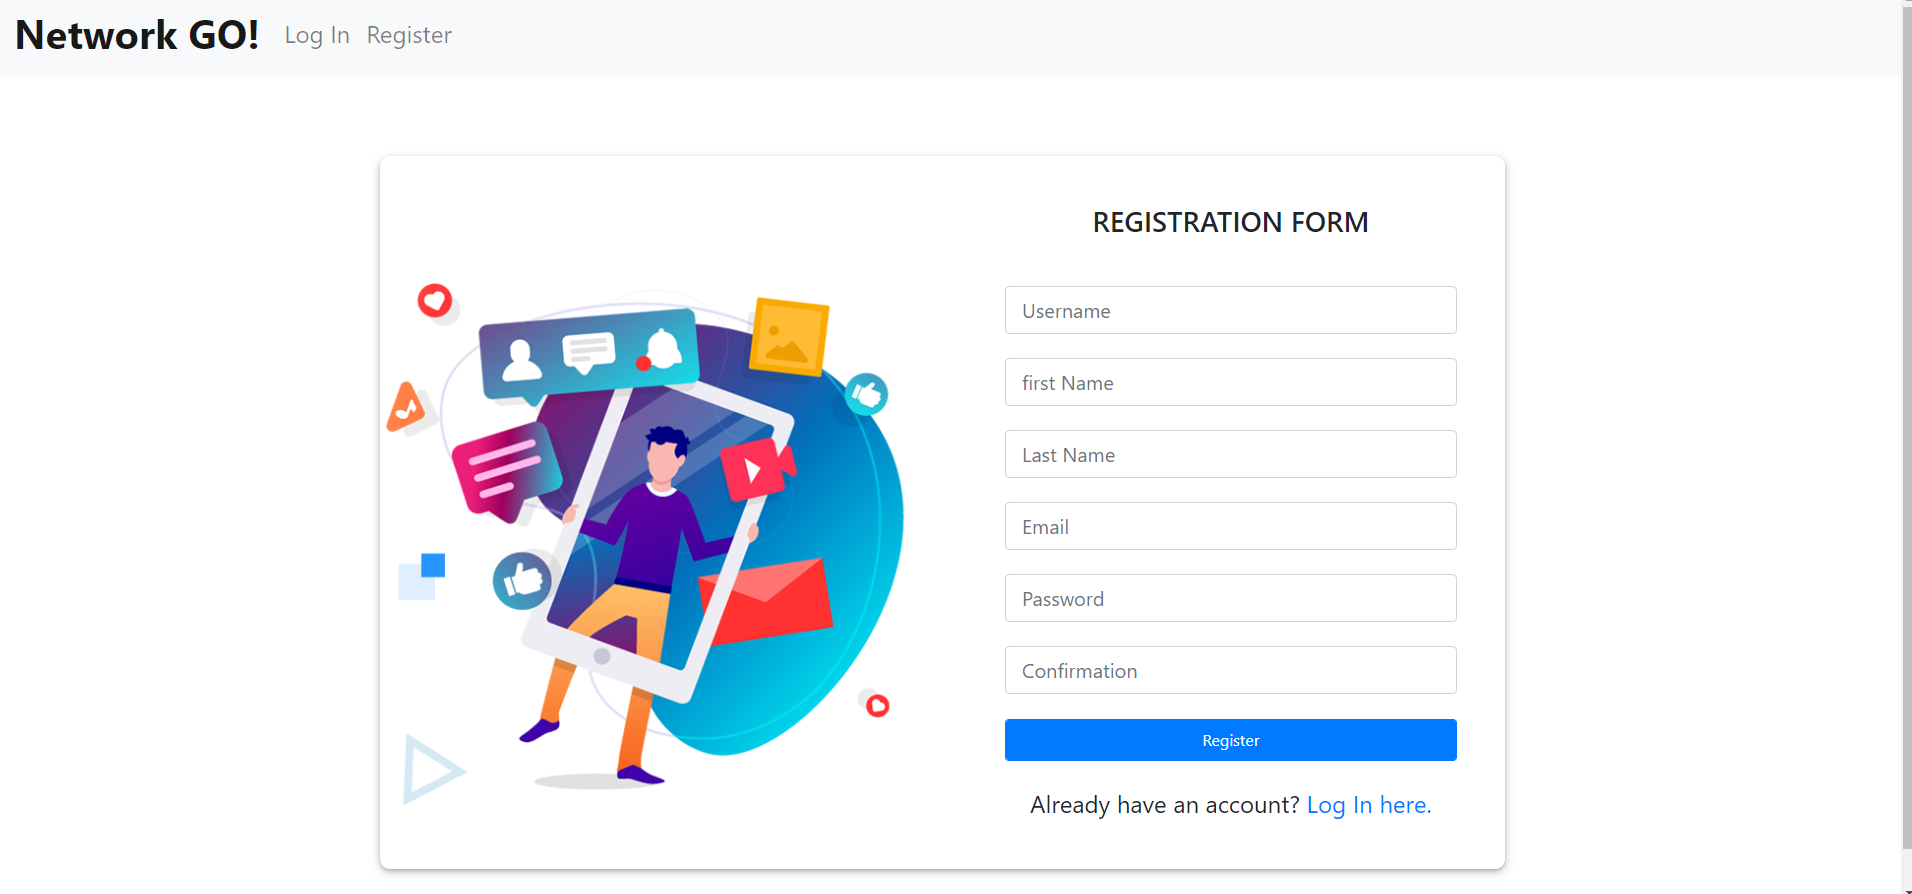 Network GO! Log In Register
REGISTRATION FORM
Username
first Name
Last Name
Email
Password
Confirmation
Register
Already have an account? Log In here.